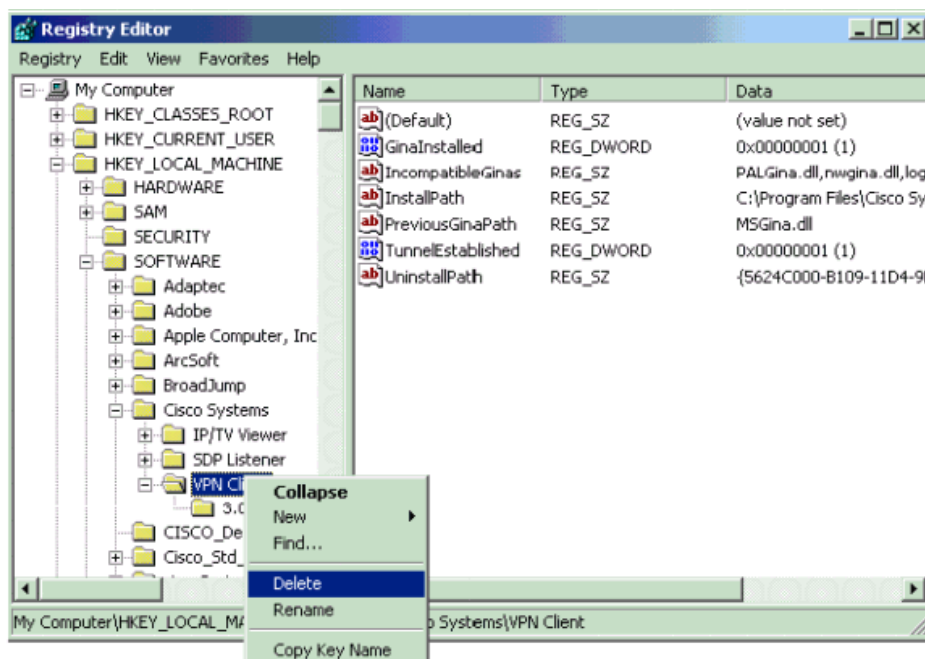 Registry Editor
Registry Edit View Favorites Help
My Computer
HKEY_CLASSES_ROOT
HKEY_CURRENT_USER
HKEY_LOCAL_MACHINE
HARDWARE
SAM
SECURITY
SOFTWARE
Adaptec
Adobe
Apple Computer, Inc
ArcSoft
BroadJump
Cisco Systems
IP/TV Viewer
SDP Listener
VPN Cli
3.0
CISCO_De
Cisco_Std_
Name Type Data
(Default) REG_SZ (value not set)
GinaInstalled REG_DWORD 0x00000001 (1)
IncompatibleGinas REG_SZ PALGina.dll,nwgina.dll,log
InstallPath REG_SZ C:\Program Files\Cisco Sy
PreviousGinaPath REG_SZ MSGina.dll
TunnelEstablished REG_DWORD 0x00000001 (1)
UninstallPath REG_SZ {5624C000-B109-11D4-9
Collapse
New
Find...
Delete
Rename
Copy Key Name
My Computer\HKEY_LOCAL_MA Systems\VPN Client